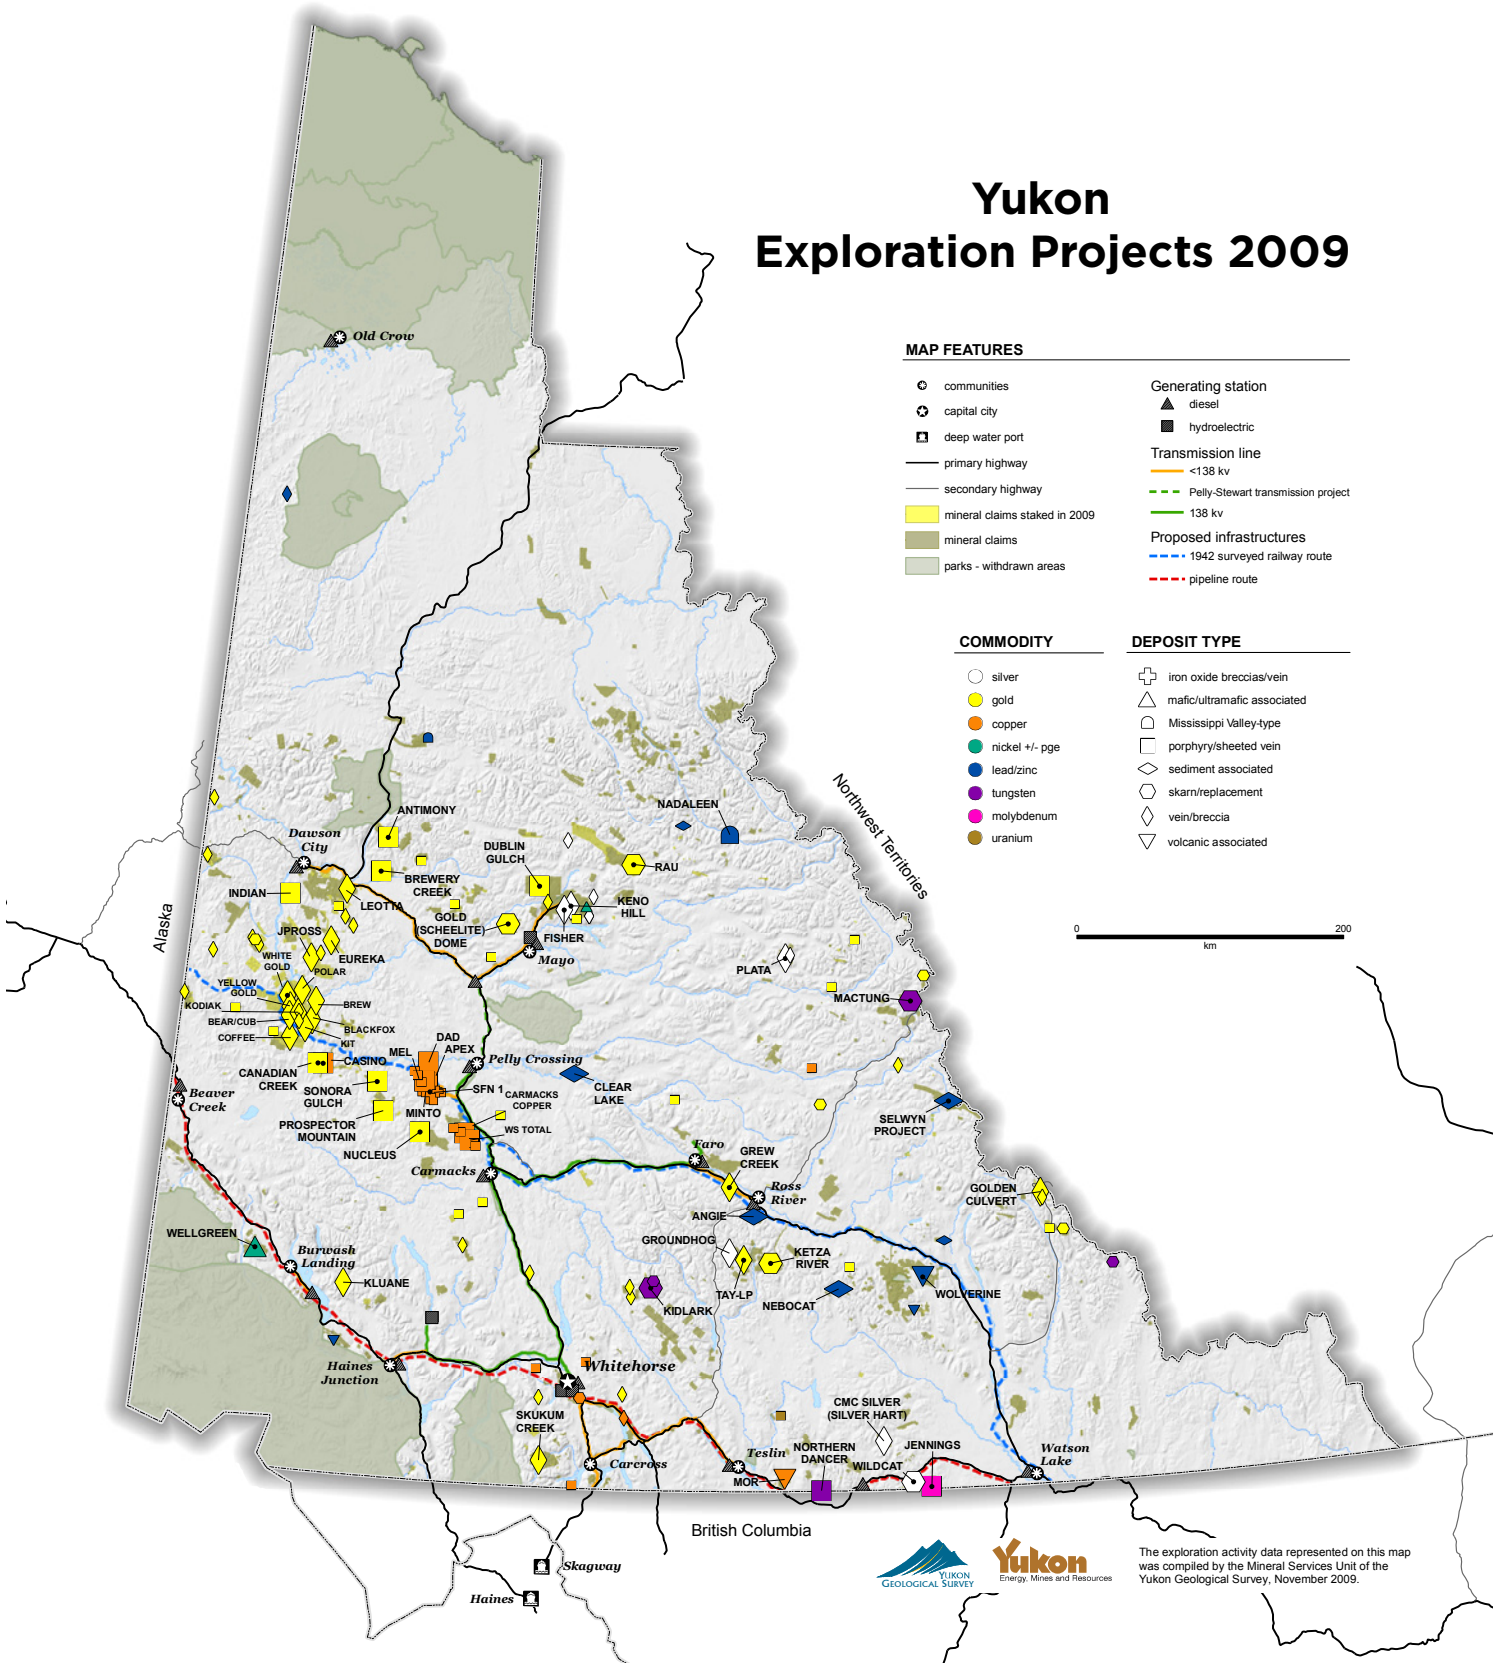 Yukon
Exploration Projects 2009
MAP FEATURES
communities
capital city
deep water port
primary highway
secondary highway
mineral claims staked in 2009
mineral claims
parks - withdrawn areas
Generating station
diesel
hydroelectric
Transmission line
<138 kv
Pelly-Stewart transmission project
138 kv
Proposed infrastructures
1942 surveyed railway route
pipeline route
COMMODITY
silver
gold
copper
nickel +/- pge
lead/zinc
tungsten
molybdenum
uranium
DEPOSIT TYPE
iron oxide breccias/vein
mafic/ultramafic associated
Mississippi Valley-type
porphyry/sheeted vein
sediment associated
skarn/replacement
vein/breccia
volcanic associated
0
200
km
Old Crow
Northwest Territories
NADALEEN
ANTIMONY
Dawson
City
DUBLIN
GULCH
RAU
BREWERY
CREEK
INDIAN
LEOTTA
KENO
HILL
GOLD
(SCHEELITE)
DOME
FISHER
Mayo
Alaska
JPROSS
EUREKA
WHITE
GOLD
POLAR
YELLOW
GOLD
KODIAK
BREW
BEAR/CUB
BLACKFOX
COFFEE
KIT
PLATA
MACTUNG
DAD
MEL
APEX
Pelly Crossing
CASINO
CANADIAN
CREEK
SONORA
GULCH
SFN 1
CARMACKS
COPPER
CLEAR
LAKE
Beaver
Creek
MINTO
PROSPECTOR
MOUNTAIN
WS TOTAL
SELWYN
PROJECT
NUCLEUS
Carmacks
Faro
GREW
CREEK
Ross
River
GOLDEN
CULVERT
ANGIE
WELLGREEN
GROUNDHOG
KETZA
RIVER
Burwash
Landing
KLUANE
TAY-LP
NEBOCAT
WOLVERINE
KIDLARK
Haines
Junction
Whitehorse
SKUKUM
CREEK
CMC SILVER
(SILVER HART)
Teslin
NORTHERN
DANCER
JENNINGS
WILDCAT
Watson
Lake
Carcross
MOR
British Columbia
Skagway
Haines
YUKON
GEOLOGICAL SURVEY
Yukon
Energy, Mines and Resources
The exploration activity data represented on this map
was compiled by the Mineral Services Unit of the
Yukon Geological Survey, November 2009.